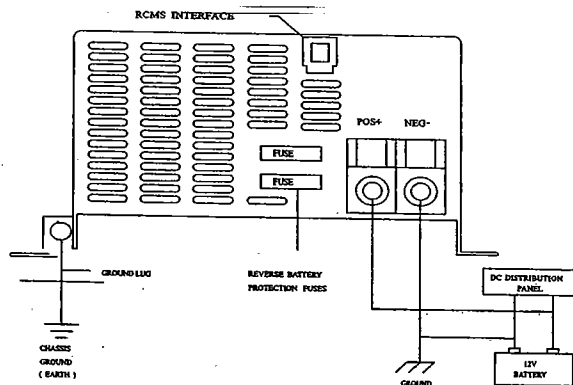 RCMS INTERFACE
POS+ NEG-
FUSE
FUSE
GROUND LUG
REVERSE BATTERY
PROTECTION FUSES
DC DISTRIBUTION
PANEL
CHASSIS
GROUND
( EARTH )
GROUND
12V
BATTERY